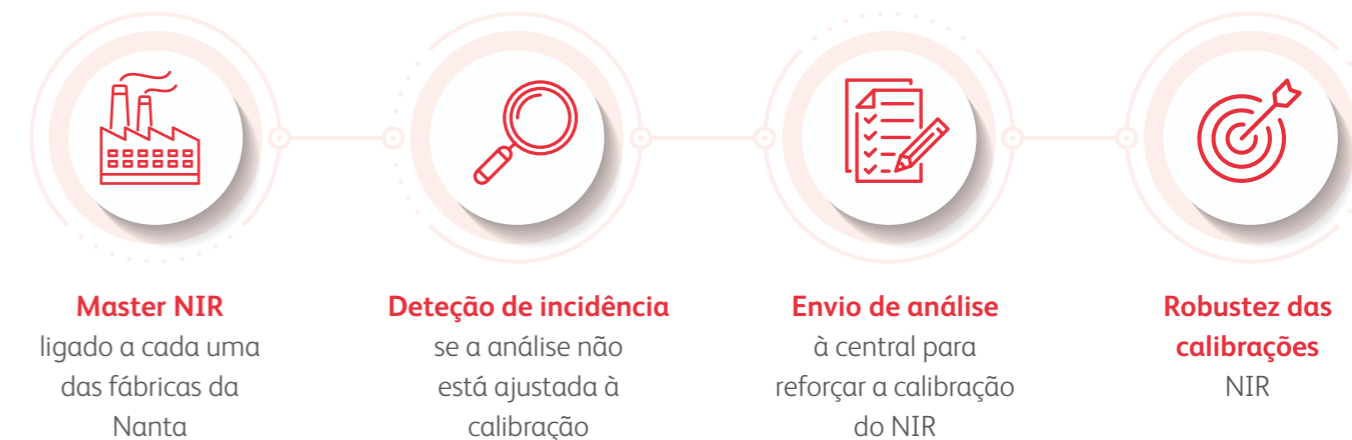 Master NIR
ligado a cada uma
das fábricas da
Nanta
Deteção de incidência
se a análise não
está ajustada à
calibração
Envio de análise
à central para
reforçar a calibração
do NIR
Robustez das
calibrações
NIR